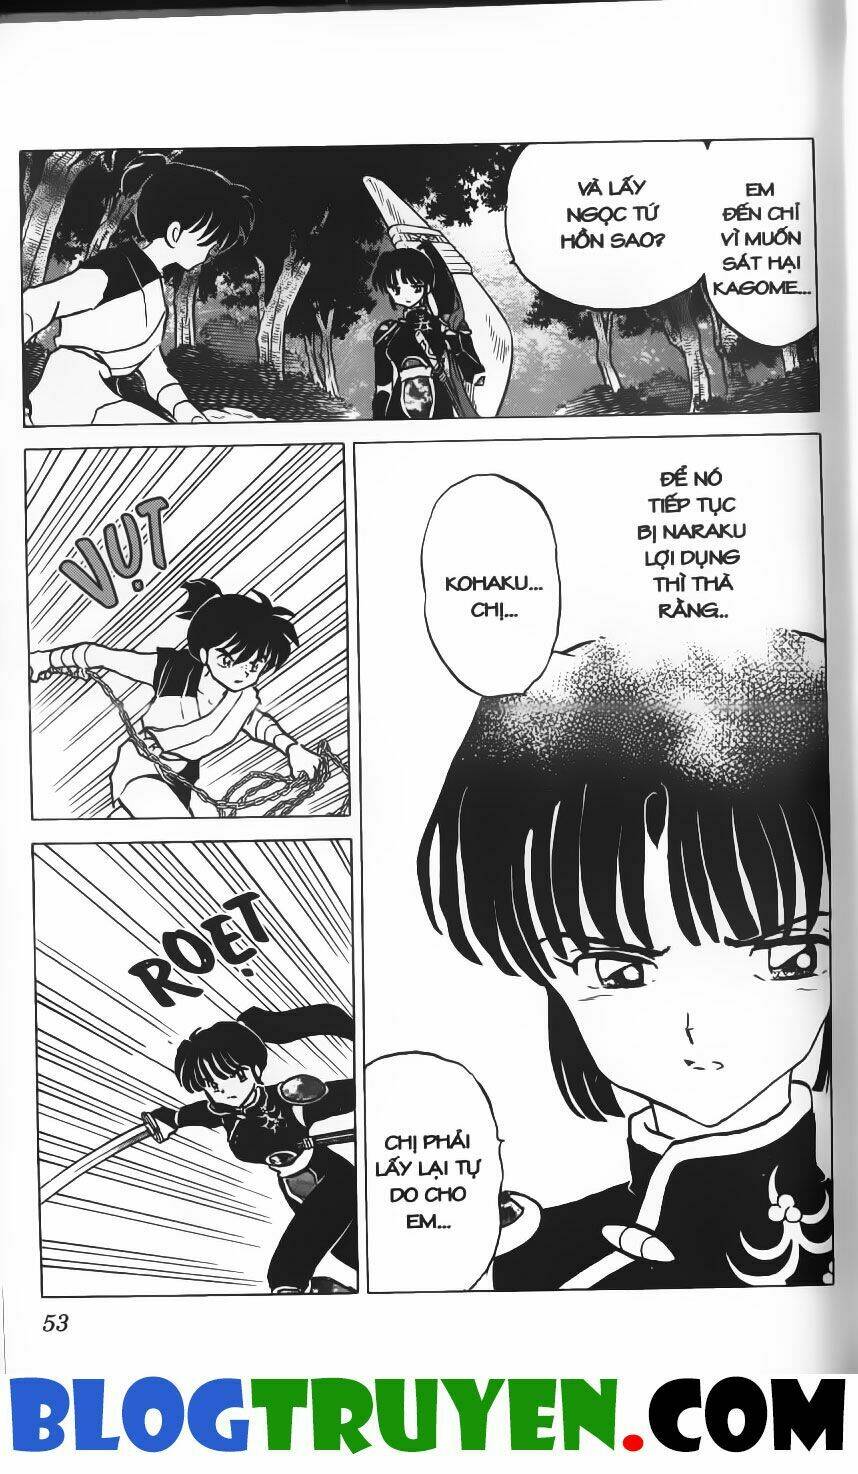 EM
ĐẾN CHỈ
VÌ MUỐN
SÁT HẠI
KAGOME...
VÀ LẤY
NGỌC TỨ
HỒN SAO?
ĐỂ NÓ
TIẾP TỤC
BỊ NARAKU
LỢI DỤNG
THÌ THÀ
RẰNG..
KOHAKU...
CHỊ...
CHỊ PHẢI
LẤY LẠI TỰ
DO CHO
EM...
VỤT
ROẸT
53
BLOGTRUYEN.COM